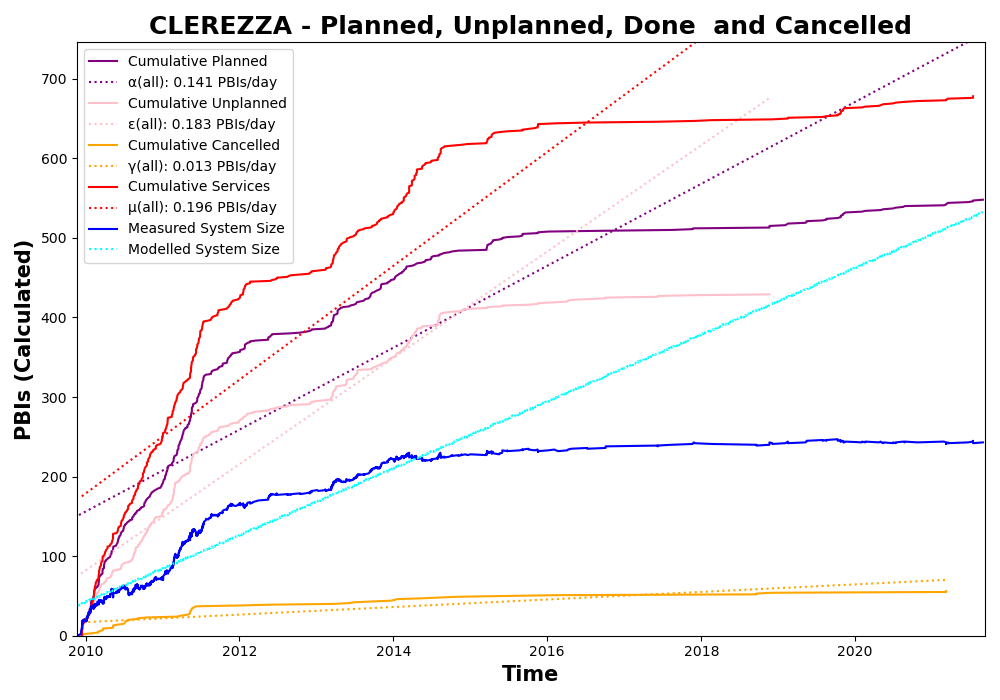 CLEREZZA - Planned, Unplanned, Done  and Cancelled
Cumulative Planned
α(all): 0.141 PBIs/day
Cumulative Unplanned
ε(all): 0.183 PBIs/day
Cumulative Cancelled
γ(all): 0.013 PBIs/day
Cumulative Services
μ(all): 0.196 PBIs/day
Measured System Size
Modelled System Size
PBIs (Calculated)
700
600
500
400
300
200
100
0
2010 2012 2014 2016 2018 2020
Time